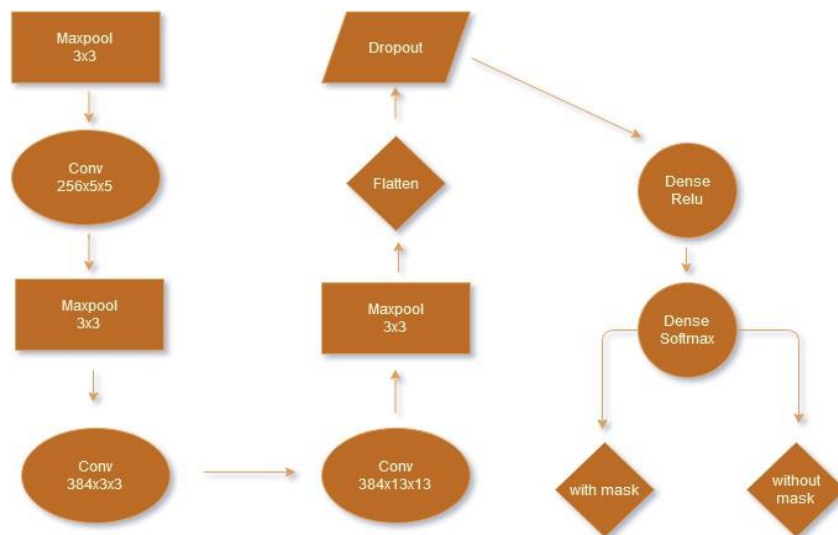 Maxpool
3x3
Conv
256x5x5
Maxpool
3x3
Conv
384x3x3
Conv
384x13x13
Maxpool
3x3
Flatten
Dropout
Dense
Relu
Dense
Softmax
with mask
without
mask